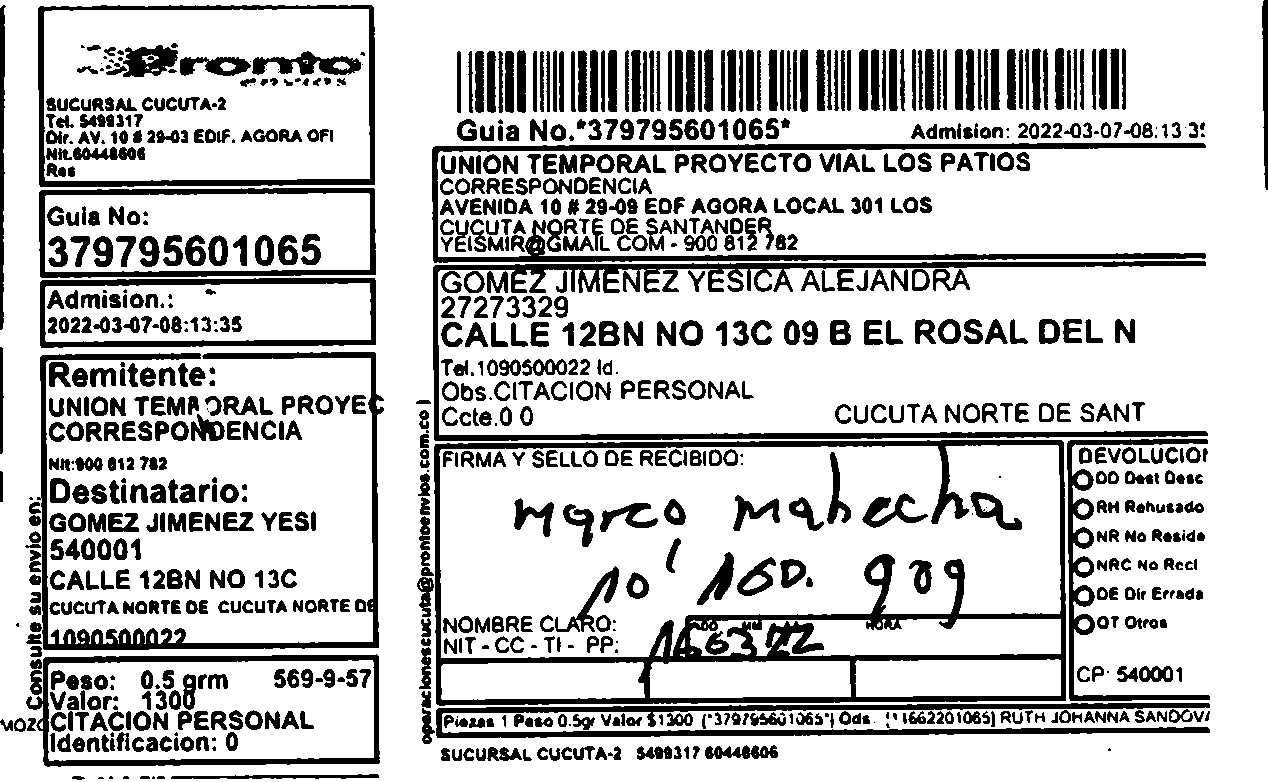 Pronto
envios
SUCURSAL CUCUTA-2
Tel. 5499317
Dir. AV. 10 # 29-03 EDIF. AGORA OFI
Nit.60448606
Res
Guia No:
379795601065
Admision.:
2022-03-07-08:13:35
Remitente:
UNION TEMPORAL PROYEC
CORRESPONDENCIA
Nit:900 812 782
Destinatario:
GOMEZ JIMENEZ YESI
540001
CALLE 12BN NO 13C
CUCUTA NORTE DE CUCUTA NORTE DE
1090500022
Peso: 0.5 grm 569-9-57
Valor: 1300
CITACION PERSONAL
Identificacion: 0
Consulte su envio en:
operacionescucuta@prontoenvios.com.co )
Guia No.*379795601065* Admision: 2022-03-07-08:13 35
UNION TEMPORAL PROYECTO VIAL LOS PATIOS
CORRESPONDENCIA
AVENIDA 10 # 29-09 EDF AGORA LOCAL 301 LOS
CUCUTA NORTE DE SANTANDER
YEISMIR@GMAIL COM - 900 812 782
GOMEZ JIMENEZ YESICA ALEJANDRA
27273329
CALLE 12BN NO 13C 09 B EL ROSAL DEL N
Tel.1090500022 Id.
Obs.CITACION PERSONAL
Ccte.0 0 CUCUTA NORTE DE SANT
FIRMA Y SELLO DE RECIBIDO:
Marco Mahecha
10' 160. 909
NOMBRE CLARO:
NIT - CC - TI - PP:
DD MM HORA
DEVOLUCION
DD Dest Desc
RH Rehusado
NR No Reside
NRC No Recl
DE Dir Errada
OT Otros
CP: 540001
Piezas 1 Peso 0.5gr Valor $1300 (*379795601065*) Ods. (*1662201065) RUTH JOHANNA SANDOVA
SUCURSAL CUCUTA-2 5499317 60448606